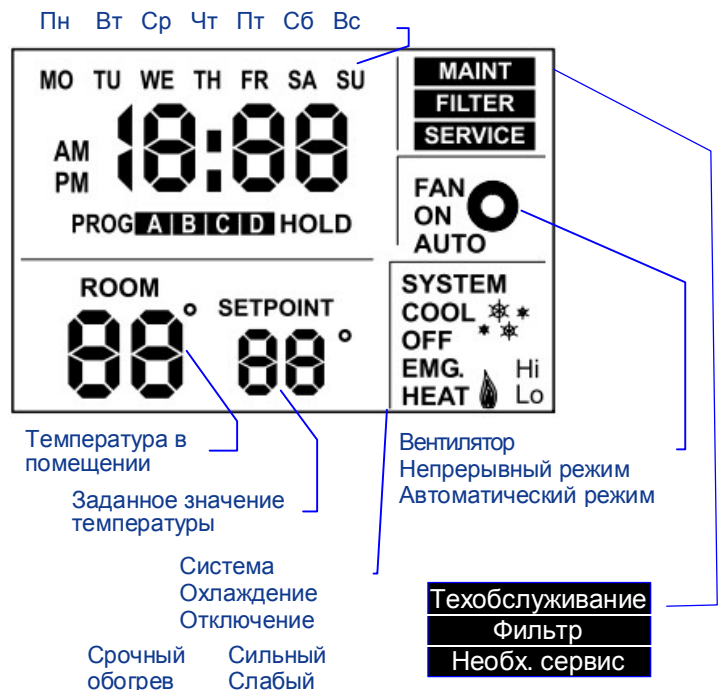 Пн Вт Ср Чт Пт Сб Вс
MO TU WE TH FR SA SU
AM
PM
18:88
PROG A B C D HOLD
MAINT
FILTER
SERVICE
FAN
ON
AUTO
ROOM
88°
SETPOINT
88°
SYSTEM
COOL
OFF
EMG. Hi
HEAT Lo
Температура в
помещении
Заданное значение
температуры
Вентилятор
Непрерывный режим
Автоматический режим
Система
Охлаждение
Отключение
Срочный
обогрев
Сильный
Слабый
Техобслуживание
Фильтр
Необх. сервис